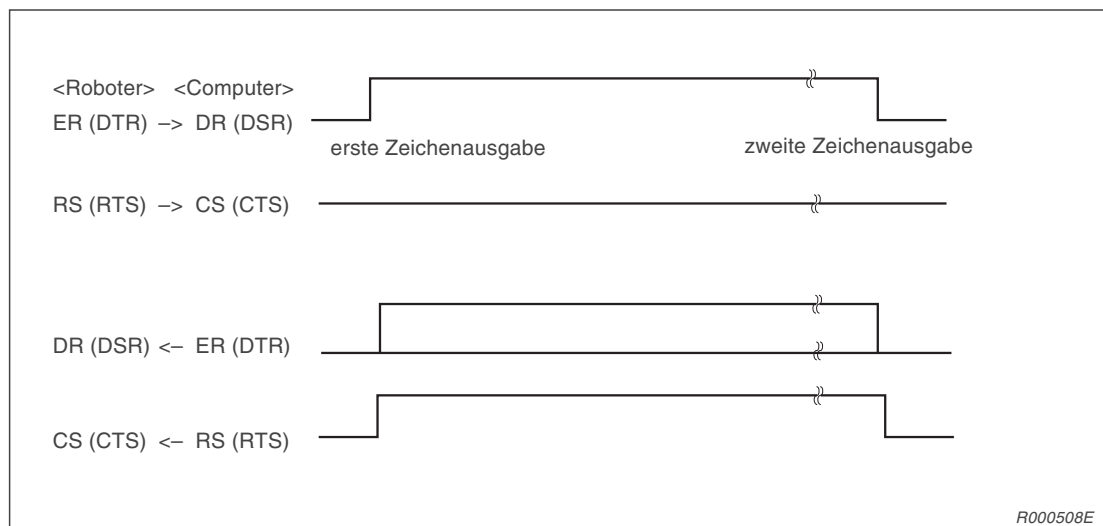 <Roboter> <Computer>
ER (DTR) –> DR (DSR)
erste Zeichenausgabe zweite Zeichenausgabe
RS (RTS) –> CS (CTS)
DR (DSR) <– ER (DTR)
CS (CTS) <– RS (RTS)
R000508E